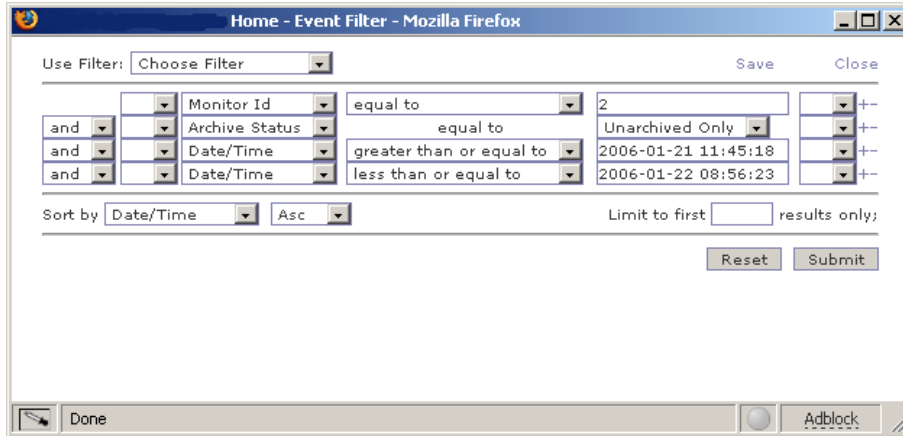 Home - Event Filter - Mozilla Firefox
Use Filter: Choose Filter Save Close
Monitor Id equal to 2 +-
and Archive Status equal to Unarchived Only +-
and Date/Time greater than or equal to 2006-01-21 11:45:18 +-
and Date/Time less than or equal to 2006-01-22 08:56:23 +-
Sort by Date/Time Asc Limit to first results only;
Reset Submit
Done Adblock